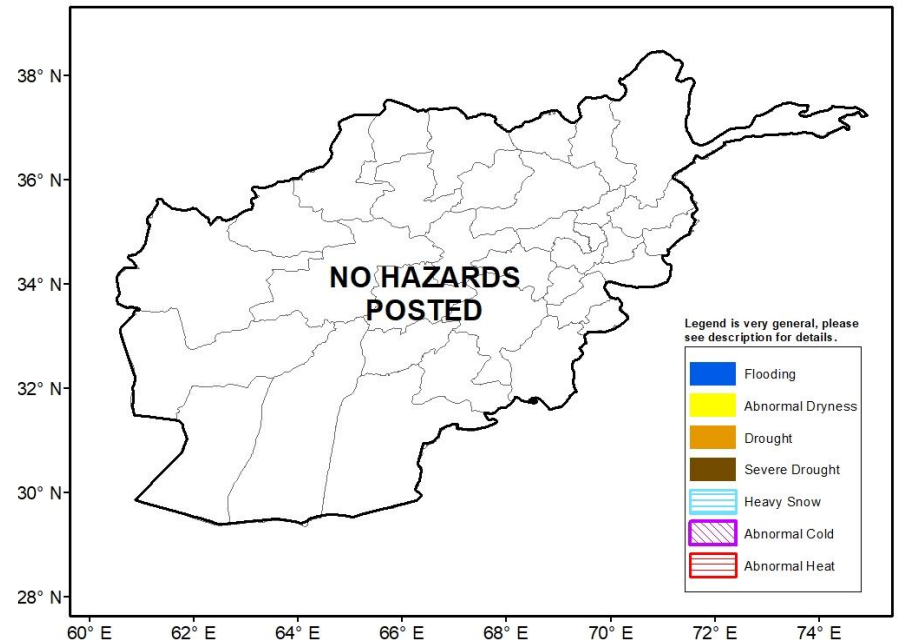 38° N
36° N
34° N
32° N
30° N
28° N
NO HAZARDS
POSTED
Legend is very general, please
see description for details.
Flooding
Abnormal Dryness
Drought
Severe Drought
Heavy Snow
Abnormal Cold
Abnormal Heat
60° E 62° E 64° E 66° E 68° E 70° E 72° E 74° E